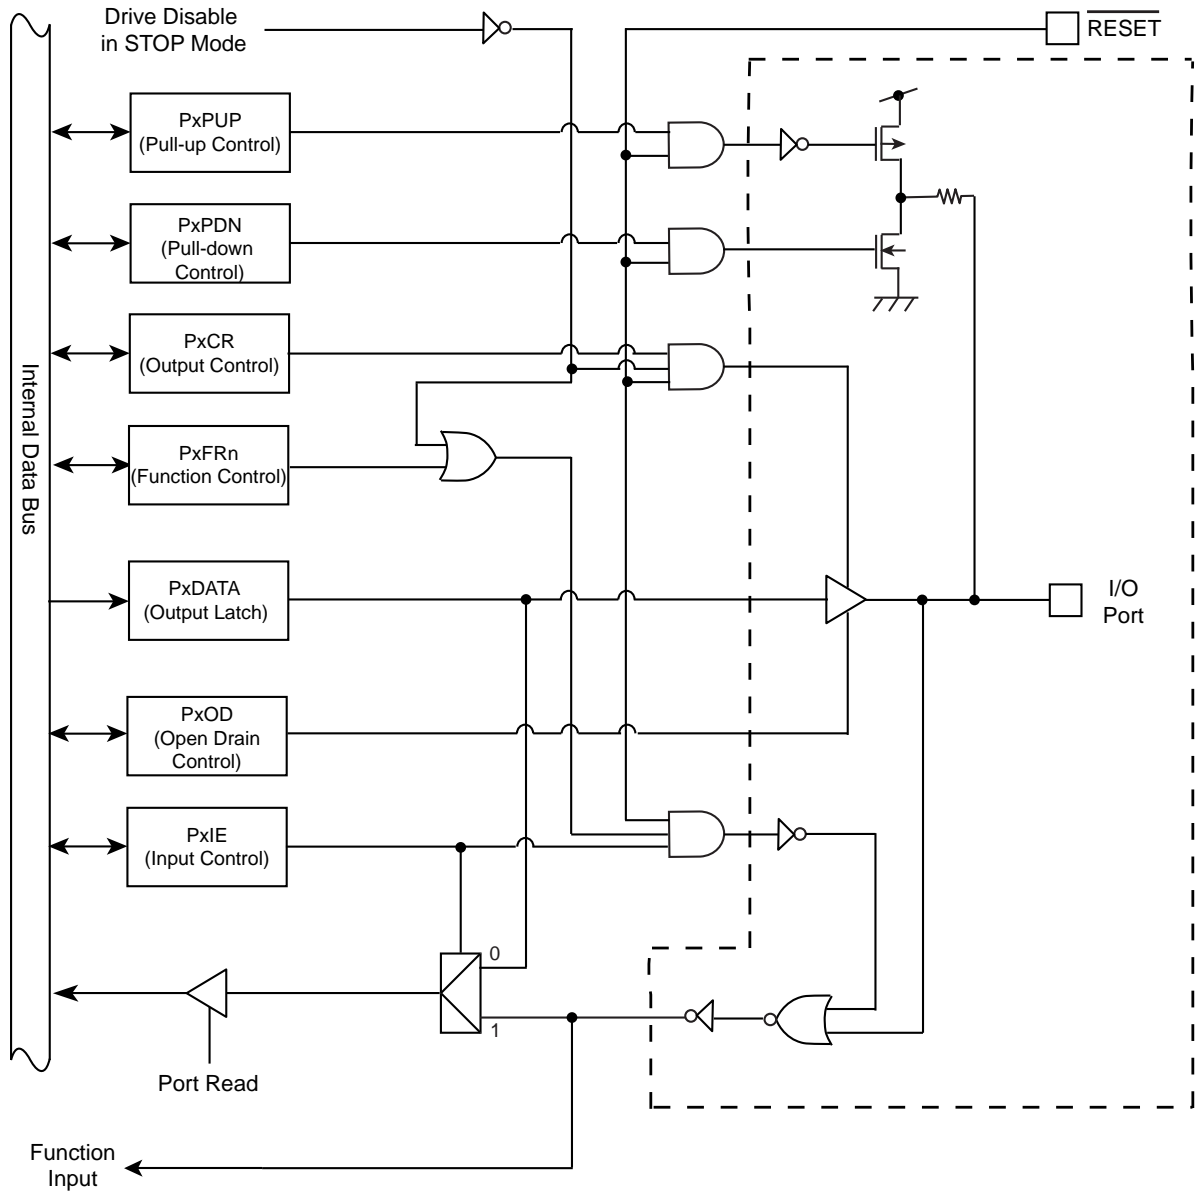 Drive Disable
in STOP Mode
RESET
PxPUP
(Pull-up Control)
PxPDN
(Pull-down
Control)
PxCR
(Output Control)
Internal Data Bus
PxFRn
(Function Control)
PxDATA
(Output Latch)
I/O
Port
PxOD
(Open Drain
Control)
PxIE
(Input Control)
0
1
Port Read
Function
Input